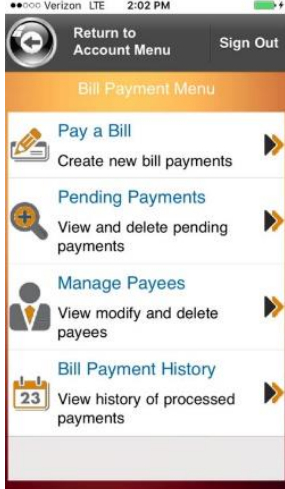 ●●○○○ Verizon LTE 2:02 PM
Return to
Account Menu
Sign Out
Bill Payment Menu
Pay a Bill
Create new bill payments
Pending Payments
View and delete pending
payments
Manage Payees
View modify and delete
payees
Bill Payment History
23
View history of processed
payments